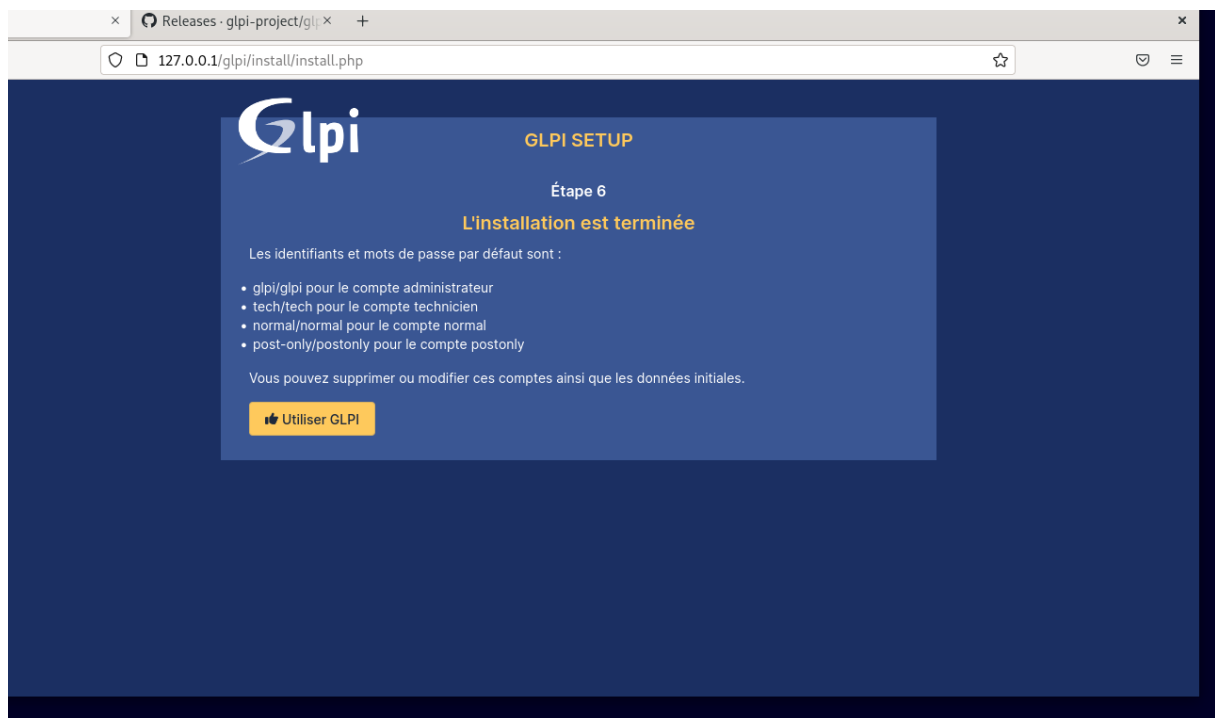 Releases · glpi-project/glp
127.0.0.1/glpi/install/install.php
Glpi
GLPI SETUP
Étape 6
L'installation est terminée
Les identifiants et mots de passe par défaut sont :
• glpi/glpi pour le compte administrateur
• tech/tech pour le compte technicien
• normal/normal pour le compte normal
• post-only/postonly pour le compte postonly
Vous pouvez supprimer ou modifier ces comptes ainsi que les données initiales.
Utiliser GLPI